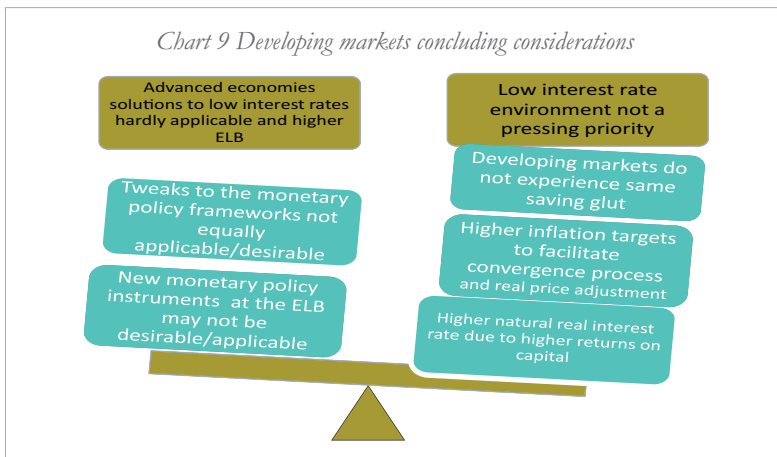 Chart 9 Developing markets concluding considerations
Advanced economies
solutions to low interest rates
hardly applicable and higher
ELB
Tweaks to the monetary
policy frameworks not
equally
applicable/desirable
New monetary policy
instruments at the ELB
may not be
desirable/applicable
Low interest rate
environment not a
pressing priority
Developing markets do
not experience same
saving glut
Higher inflation targets
to facilitate
convergence process
and real price adjustment
Higher natural real interest
rate due to higher returns on
capital